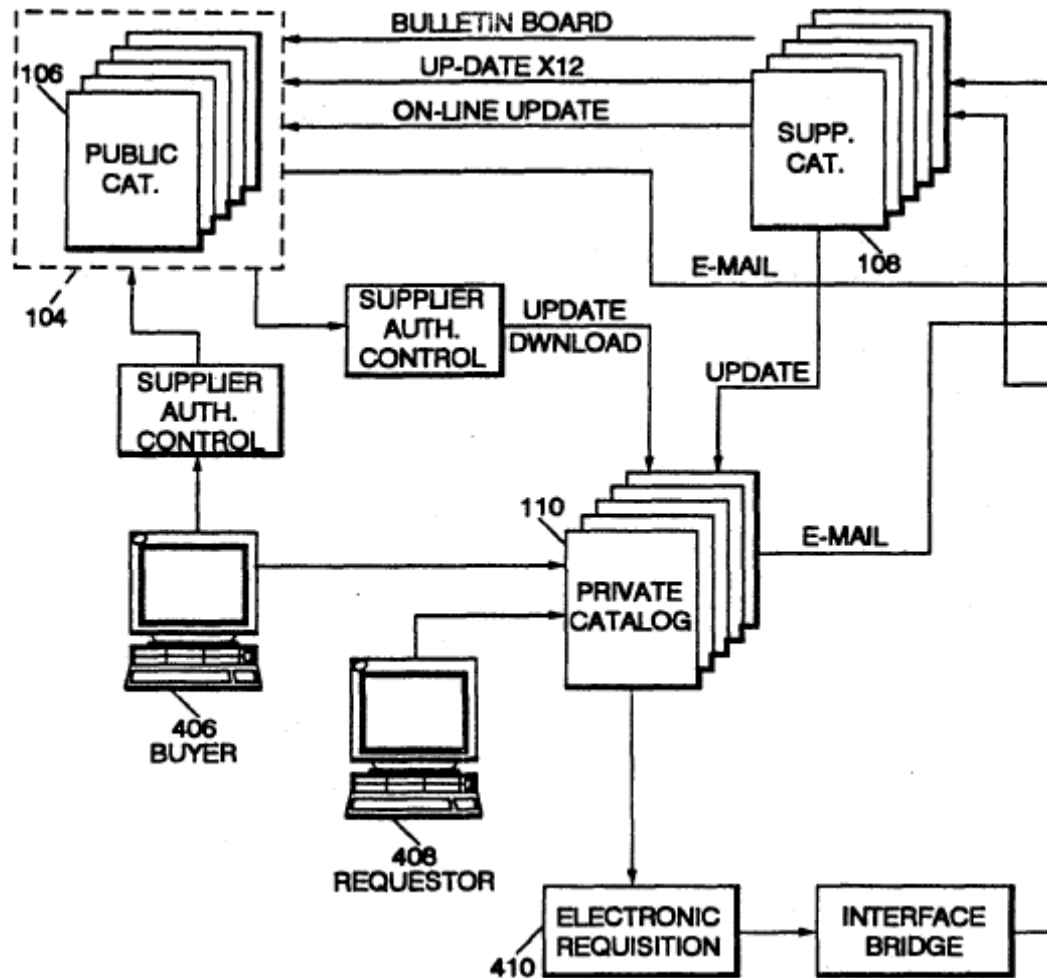 BULLETIN BOARD
106
UP-DATE X12
ON-LINE UPDATE
PUBLIC
CAT.
SUPP.
CAT.
108
E-MAIL
104
SUPPLIER
AUTH.
CONTROL
UPDATE
DWNLOAD
SUPPLIER
AUTH.
CONTROL
UPDATE
110
E-MAIL
PRIVATE
CATALOG
406
BUYER
408
REQUESTOR
410
ELECTRONIC
REQUISITION
INTERFACE
BRIDGE